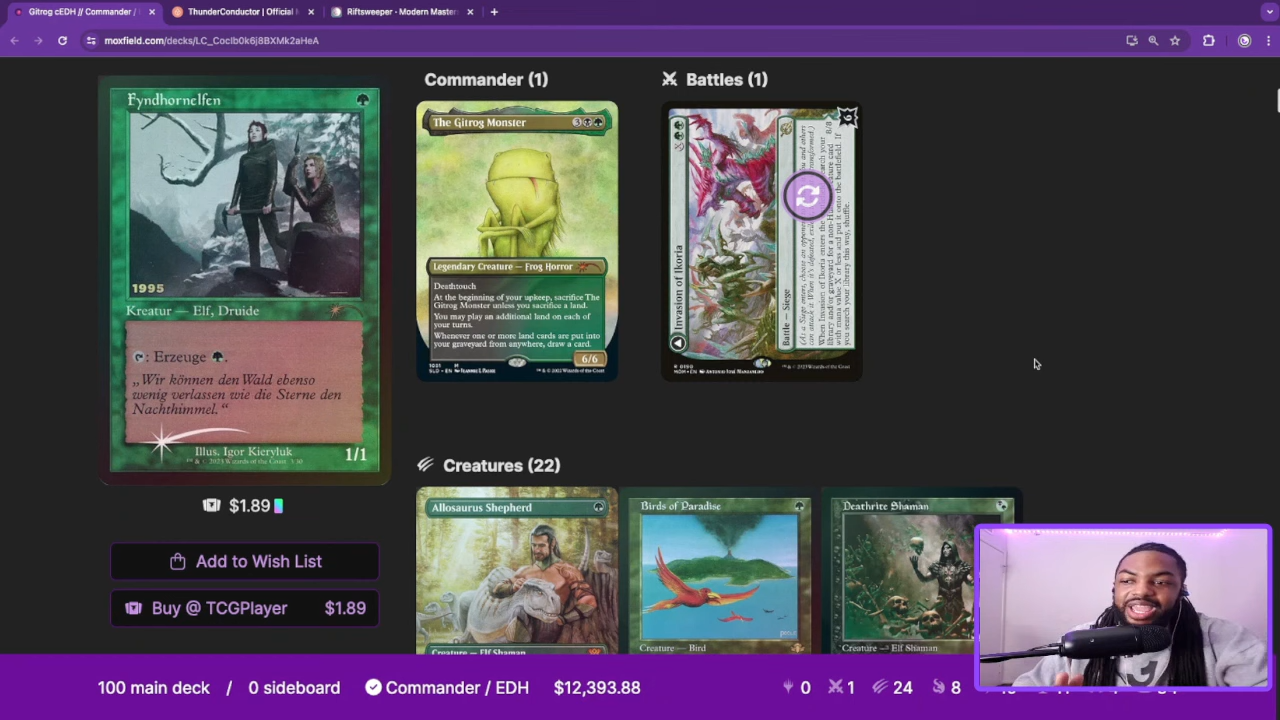 Gitrog cEDH // Commander /
ThunderConductor | Official
Riftsweeper · Modern Master
moxfield.com/decks/LC_Coclb0k6j8BXMk2aHeA
Fyndhornelfen
1995
Kreatur — Elf, Druide
: Erzeuge .
„Wir können den Wald ebenso
wenig verlassen wie die Sterne den
Nachthimmel.“
Illus. Igor Kieryluk
1/1
$1.89
Add to Wish List
Buy @ TCGPlayer $1.89
Commander (1)
The Gitrog Monster
3
Legendary Creature — Frog Horror
Deathtouch
At the beginning of your upkeep, sacrifice The
Gitrog Monster unless you sacrifice a land.
You may play an additional land on each of
your turns.
Whenever one or more land cards are put into
your graveyard from anywhere, draw a card.
6/6
Battles (1)
Invasion of Ikoria
Battle — Siege
Creatures (22)
Allosaurus Shepherd
Creature — Elf Shaman
Birds of Paradise
Creature — Bird
Deathrite Shaman
Creature — Elf Shaman
100 main deck / 0 sideboard
Commander / EDH
$12,393.88
0 1 24 8